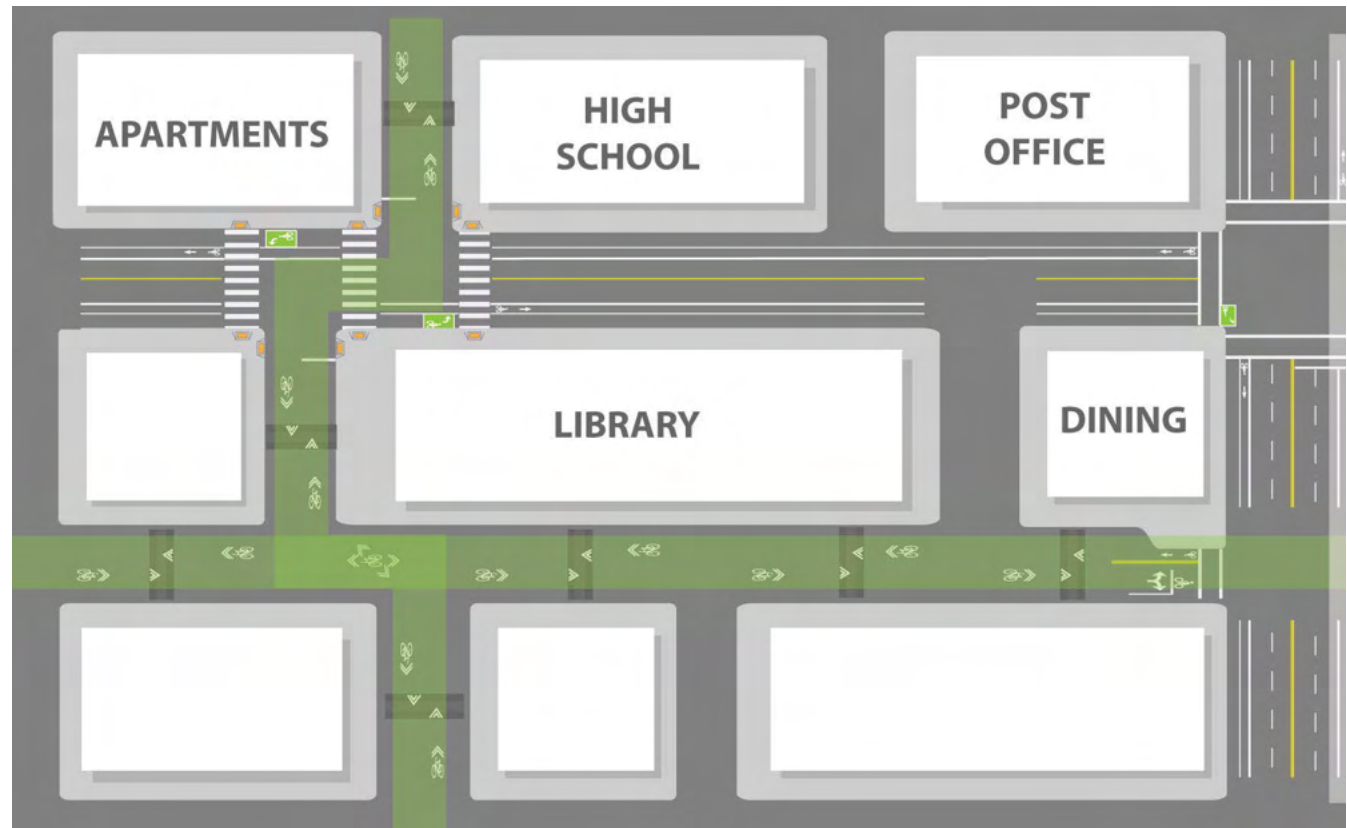 APARTMENTS
HIGH
SCHOOL
POST
OFFICE
LIBRARY
DINING